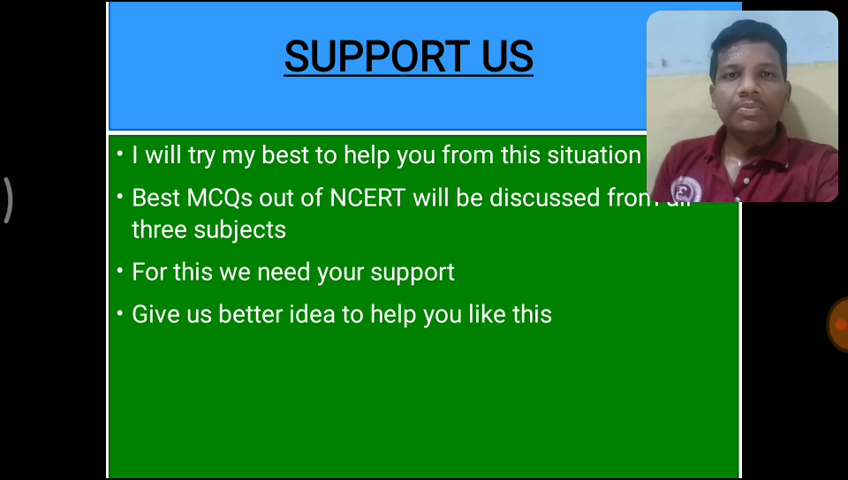 SUPPORT US
• I will try my best to help you from this situation
• Best MCQs out of NCERT will be discussed from all
three subjects
• For this we need your support
• Give us better idea to help you like this